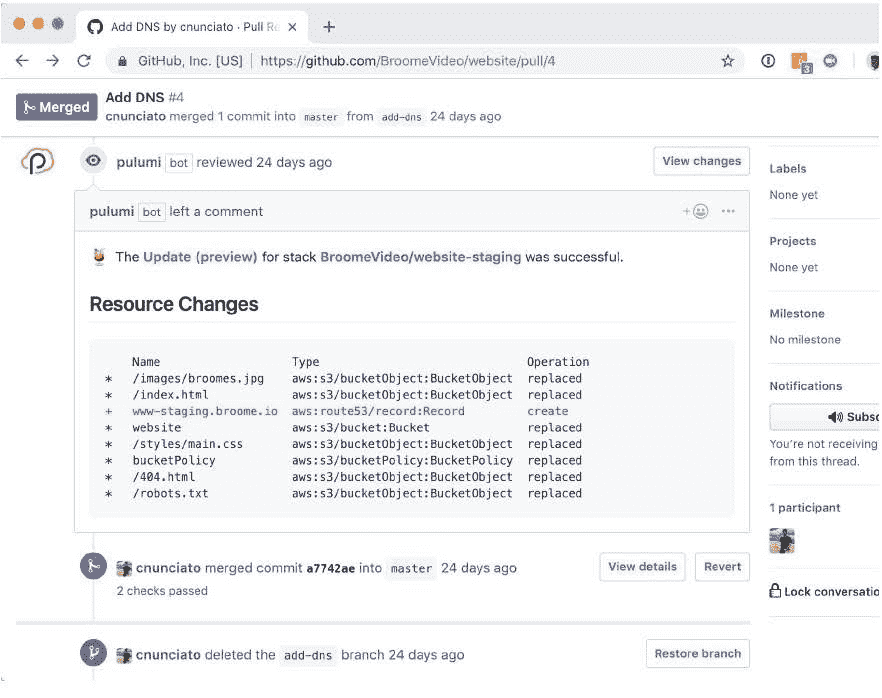 Add DNS by cnunciato · Pull Re
GitHub, Inc. [US] | https://github.com/BroomeVideo/website/pull/4
3
Merged
Add DNS #4
cnunciato merged 1 commit into master from add-dns 24 days ago
pulumi bot reviewed 24 days ago
View changes
pulumi bot left a comment
The Update (preview) for stack BroomeVideo/website-staging was successful.
Resource Changes
Name Type Operation
* /images/broomes.jpg aws:s3/bucketObject:BucketObject replaced
* /index.html aws:s3/bucketObject:BucketObject replaced
+ www-staging.broome.io aws:route53/record:Record create
* website aws:s3/bucket:Bucket replaced
* /styles/main.css aws:s3/bucketObject:BucketObject replaced
* bucketPolicy aws:s3/bucketPolicy:BucketPolicy replaced
* /404.html aws:s3/bucketObject:BucketObject replaced
* /robots.txt aws:s3/bucketObject:BucketObject replaced
cnunciato merged commit a7742ae into master 24 days ago
2 checks passed
View details
Revert
cnunciato deleted the add-dns branch 24 days ago
Restore branch
Labels
None yet
Projects
None yet
Milestone
No milestone
Notifications
Subsc
You're not receiving
from this thread.
1 participant
Lock conversatio